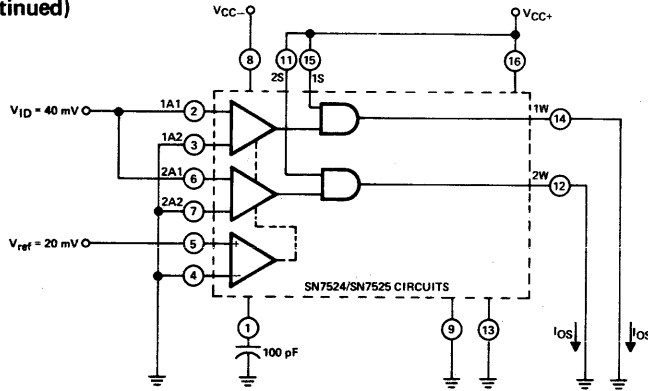 tinued)
VCC−
VCC+
8
11
15
16
2S
1S
VID = 40 mV
1A1
2
1W
14
1A2
3
2A1
6
2W
12
2A2
7
Vref = 20 mV
5
+
4
−
SN7524/SN7525 CIRCUITS
1
9
13
100 pF
IOS
IOS